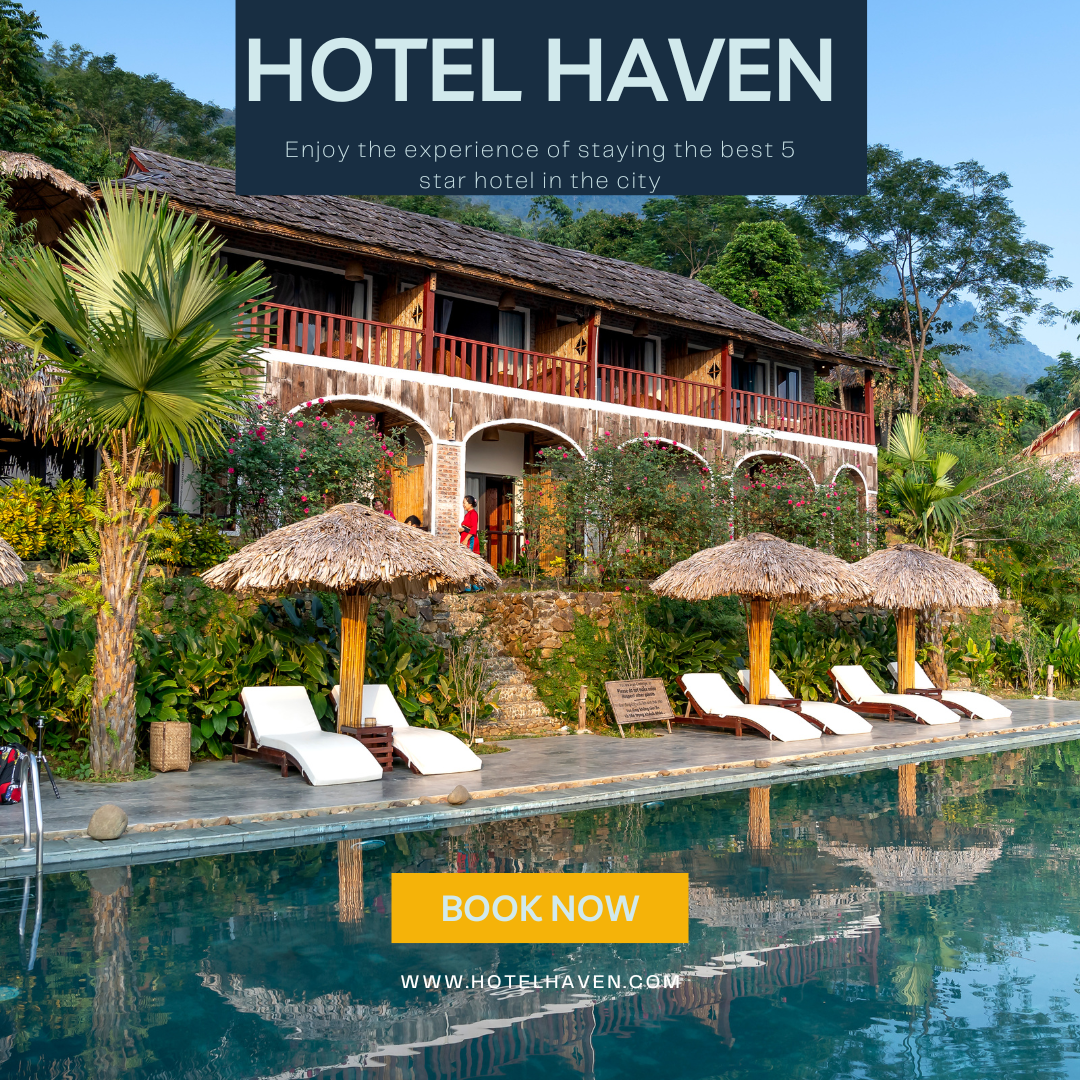 HOTEL HAVEN
Enjoy the experience of staying the best 5
star hotel in the city
BOOK NOW
WWW.HOTELHAVEN.COM